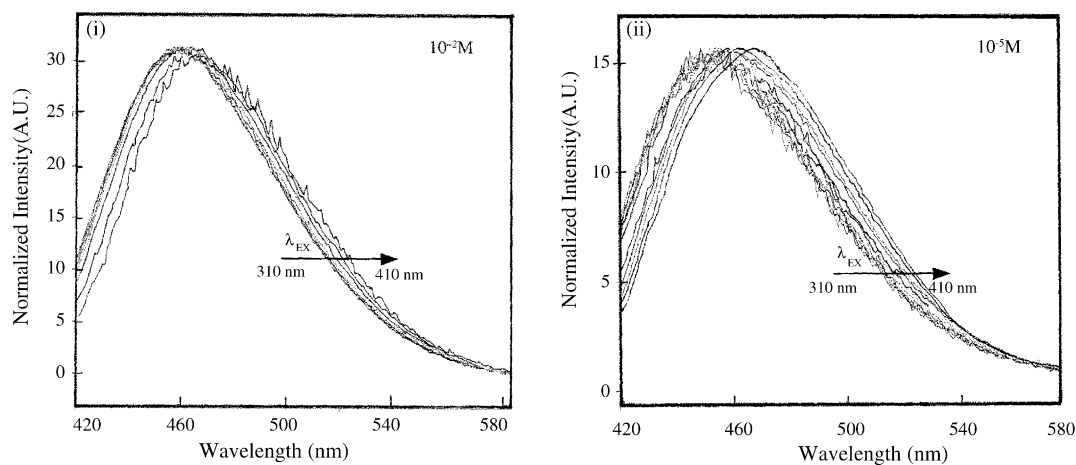 (i)
10⁻²M
Normalized Intensity(A.U.)
30
25
20
15
10
5
0
λEX
310 nm
410 nm
420
460
500
540
580
Wavelength (nm)
(ii)
10⁻⁵M
Normalized Intensity (A.U.)
15
10
5
0
λEX
310 nm
410 nm
420
460
500
540
580
Wavelength (nm)